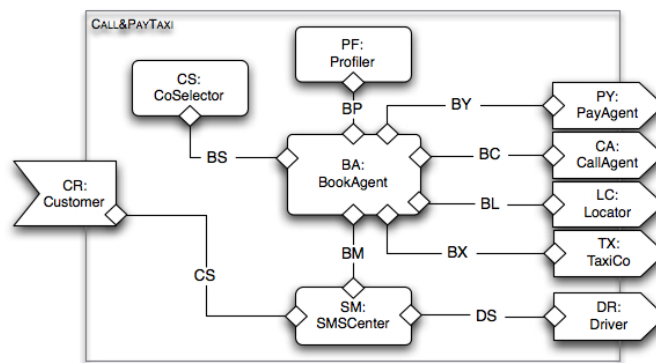 CALL&PAYTAXI
PF:
Profiler
CS:
CoSelector
PY:
PayAgent
BP
BY
CA:
CallAgent
BS
BC
BA:
BookAgent
CR:
Customer
LC:
Locator
BL
TX:
TaxiCo
BM
BX
CS
SM:
SMSCenter
DS
DR:
Driver